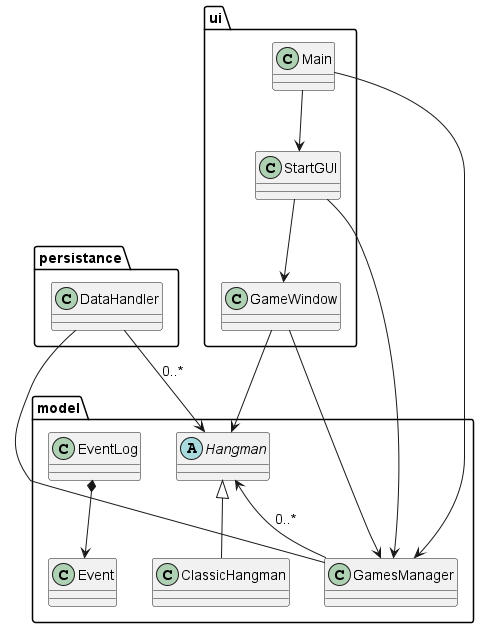 ui
C Main
C StartGUI
persistance
C DataHandler
C GameWindow
0..*
model
C EventLog
A Hangman
0..*
C Event
C ClassicHangman
C GamesManager